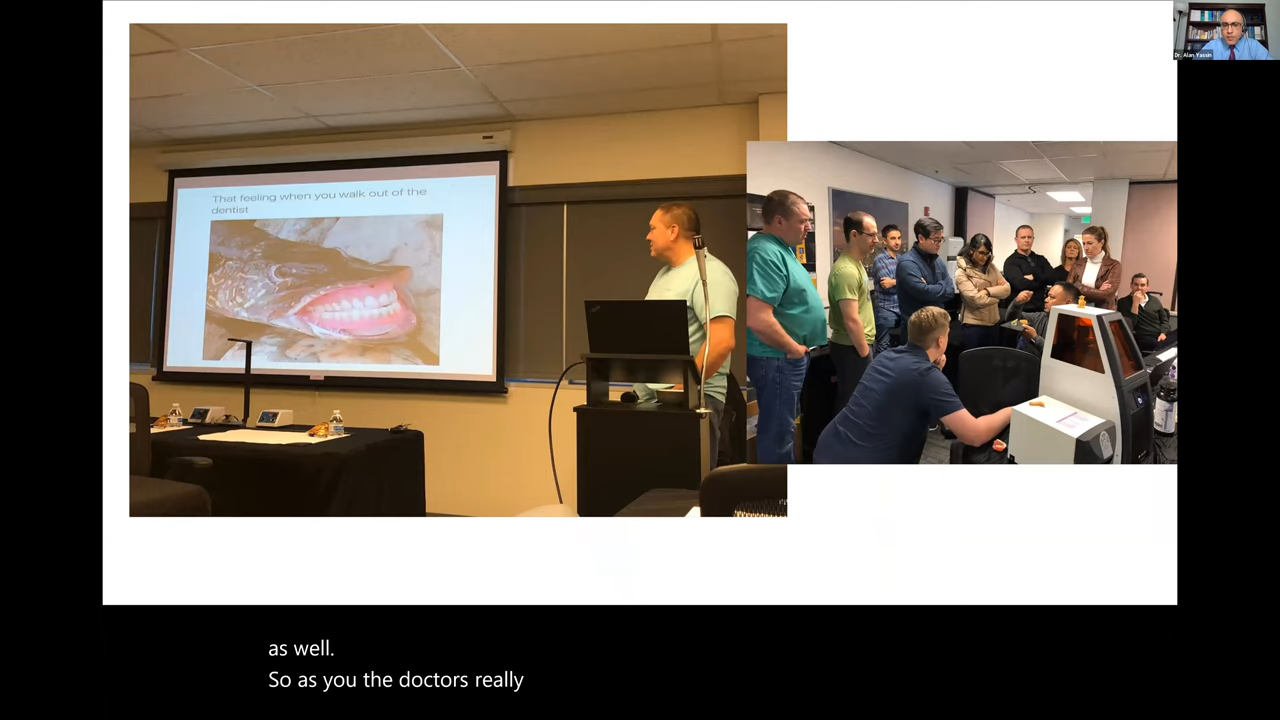 That feeling when you walk out of the
dentist
Dr. Alan Yassin
as well.
So as you the doctors really